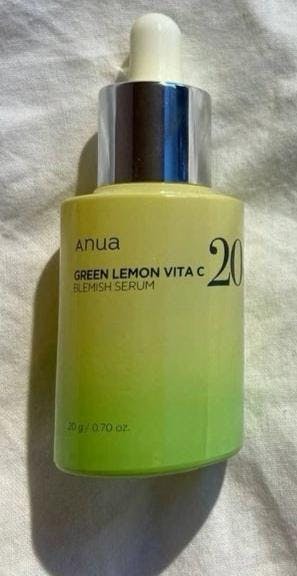 Anua
GREEN LEMON VITA C 20
BLEMISH SERUM
20 g / 0.70 oz.